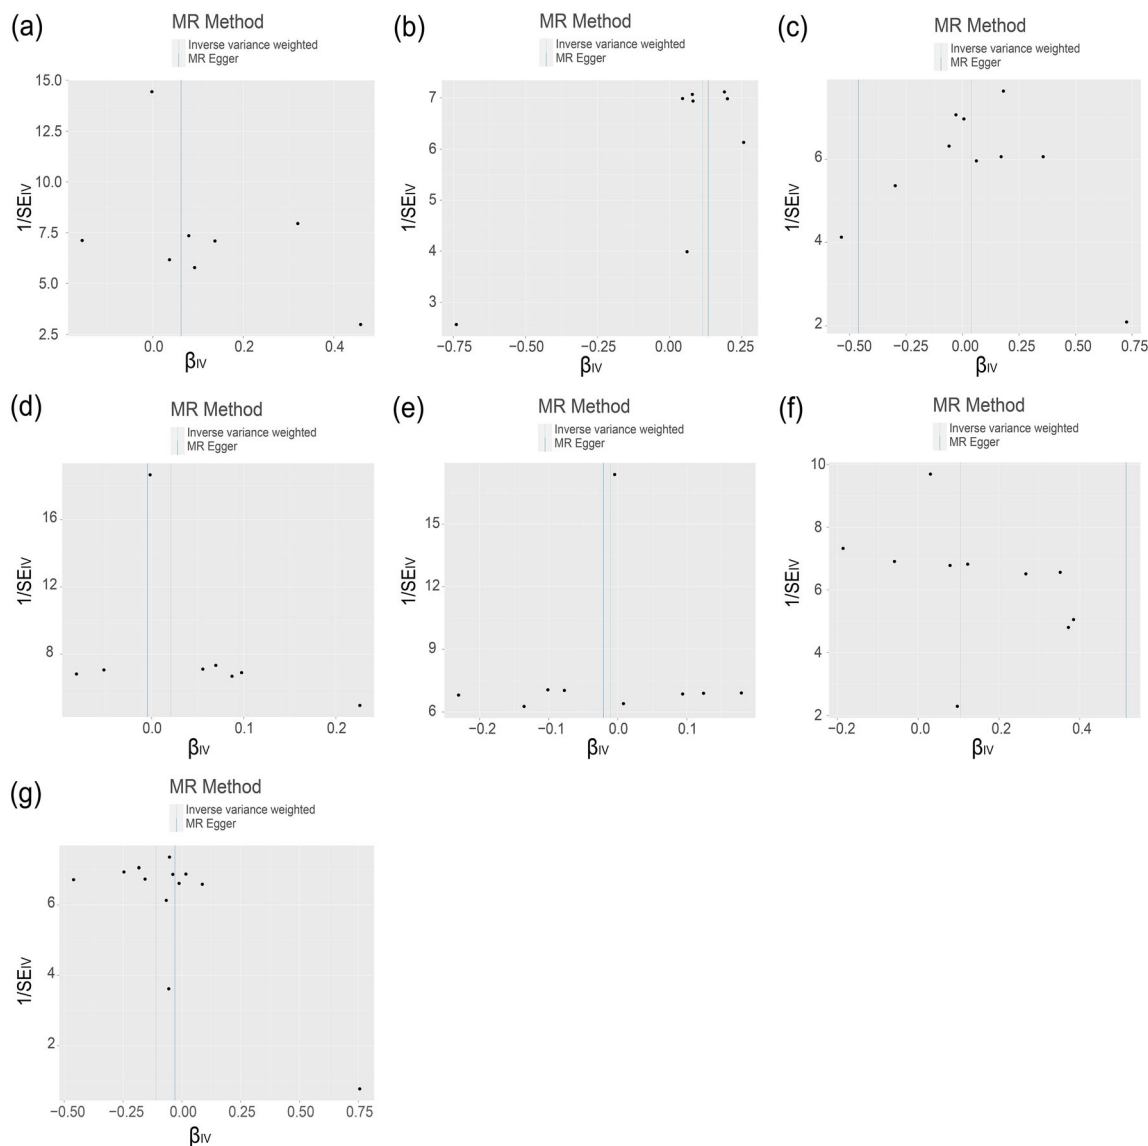 (a)
MR Method
Inverse variance weighted
MR Egger
15.0
12.5
10.0
7.5
5.0
2.5
1/SEIV
0.0 0.2 0.4
βIV
(b)
MR Method
Inverse variance weighted
MR Egger
7
6
5
4
3
1/SEIV
−0.75 −0.50 −0.25 0.00 0.25
βIV
(c)
MR Method
Inverse variance weighted
MR Egger
6
4
2
1/SEIV
−0.50 −0.25 0.00 0.25 0.50 0.75
βIV
(d)
MR Method
Inverse variance weighted
MR Egger
16
12
8
1/SEIV
0.0 0.1 0.2
βIV
(e)
MR Method
Inverse variance weighted
MR Egger
15
12
9
6
1/SEIV
−0.2 −0.1 0.0 0.1
βIV
(f)
MR Method
Inverse variance weighted
MR Egger
10
8
6
4
2
1/SEIV
−0.2 0.0 0.2 0.4
βIV
(g)
MR Method
Inverse variance weighted
MR Egger
6
4
2
1/SEIV
−0.50 −0.25 0.00 0.25 0.50 0.75
βIV